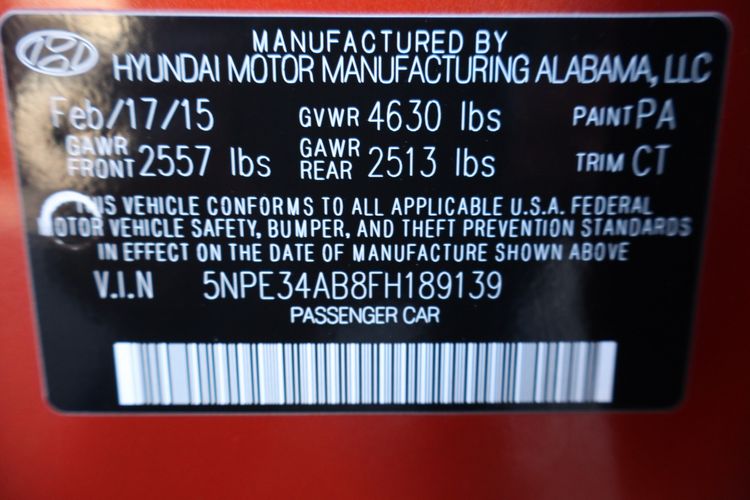 MANUFACTURED BY
HYUNDAI MOTOR MANUFACTURING ALABAMA, LLC
Feb/17/15 GVWR 4630 lbs PAINT PA
GAWR FRONT 2557 lbs GAWR REAR 2513 lbs TRIM CT
THIS VEHICLE CONFORMS TO ALL APPLICABLE U.S.A. FEDERAL
MOTOR VEHICLE SAFETY, BUMPER, AND THEFT PREVENTION STANDARDS
IN EFFECT ON THE DATE OF MANUFACTURE SHOWN ABOVE
V.I.N 5NPE34AB8FH189139
PASSENGER CAR